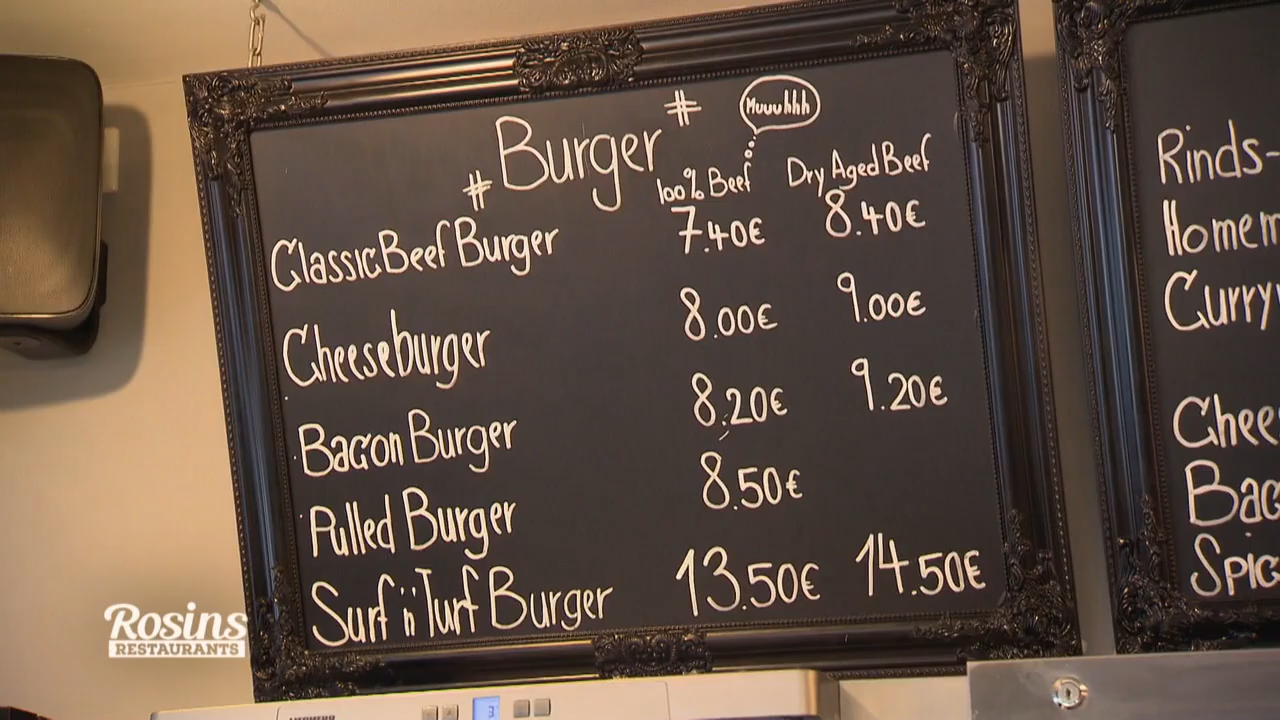 Muuuhhh
#Burger#
100% Beef Dry Aged Beef
Classic Beef Burger 7.40€ 8.40€
Cheeseburger 8.00€ 9.00€
Bacon Burger 8.20€ 9.20€
Pulled Burger 8.50€
Surf 'n' Turf Burger 13.50€ 14.50€
Rinds-
Homem
Curry
Chee
Bac
Spic
Rosins
RESTAURANTS
LIEBHERR
3